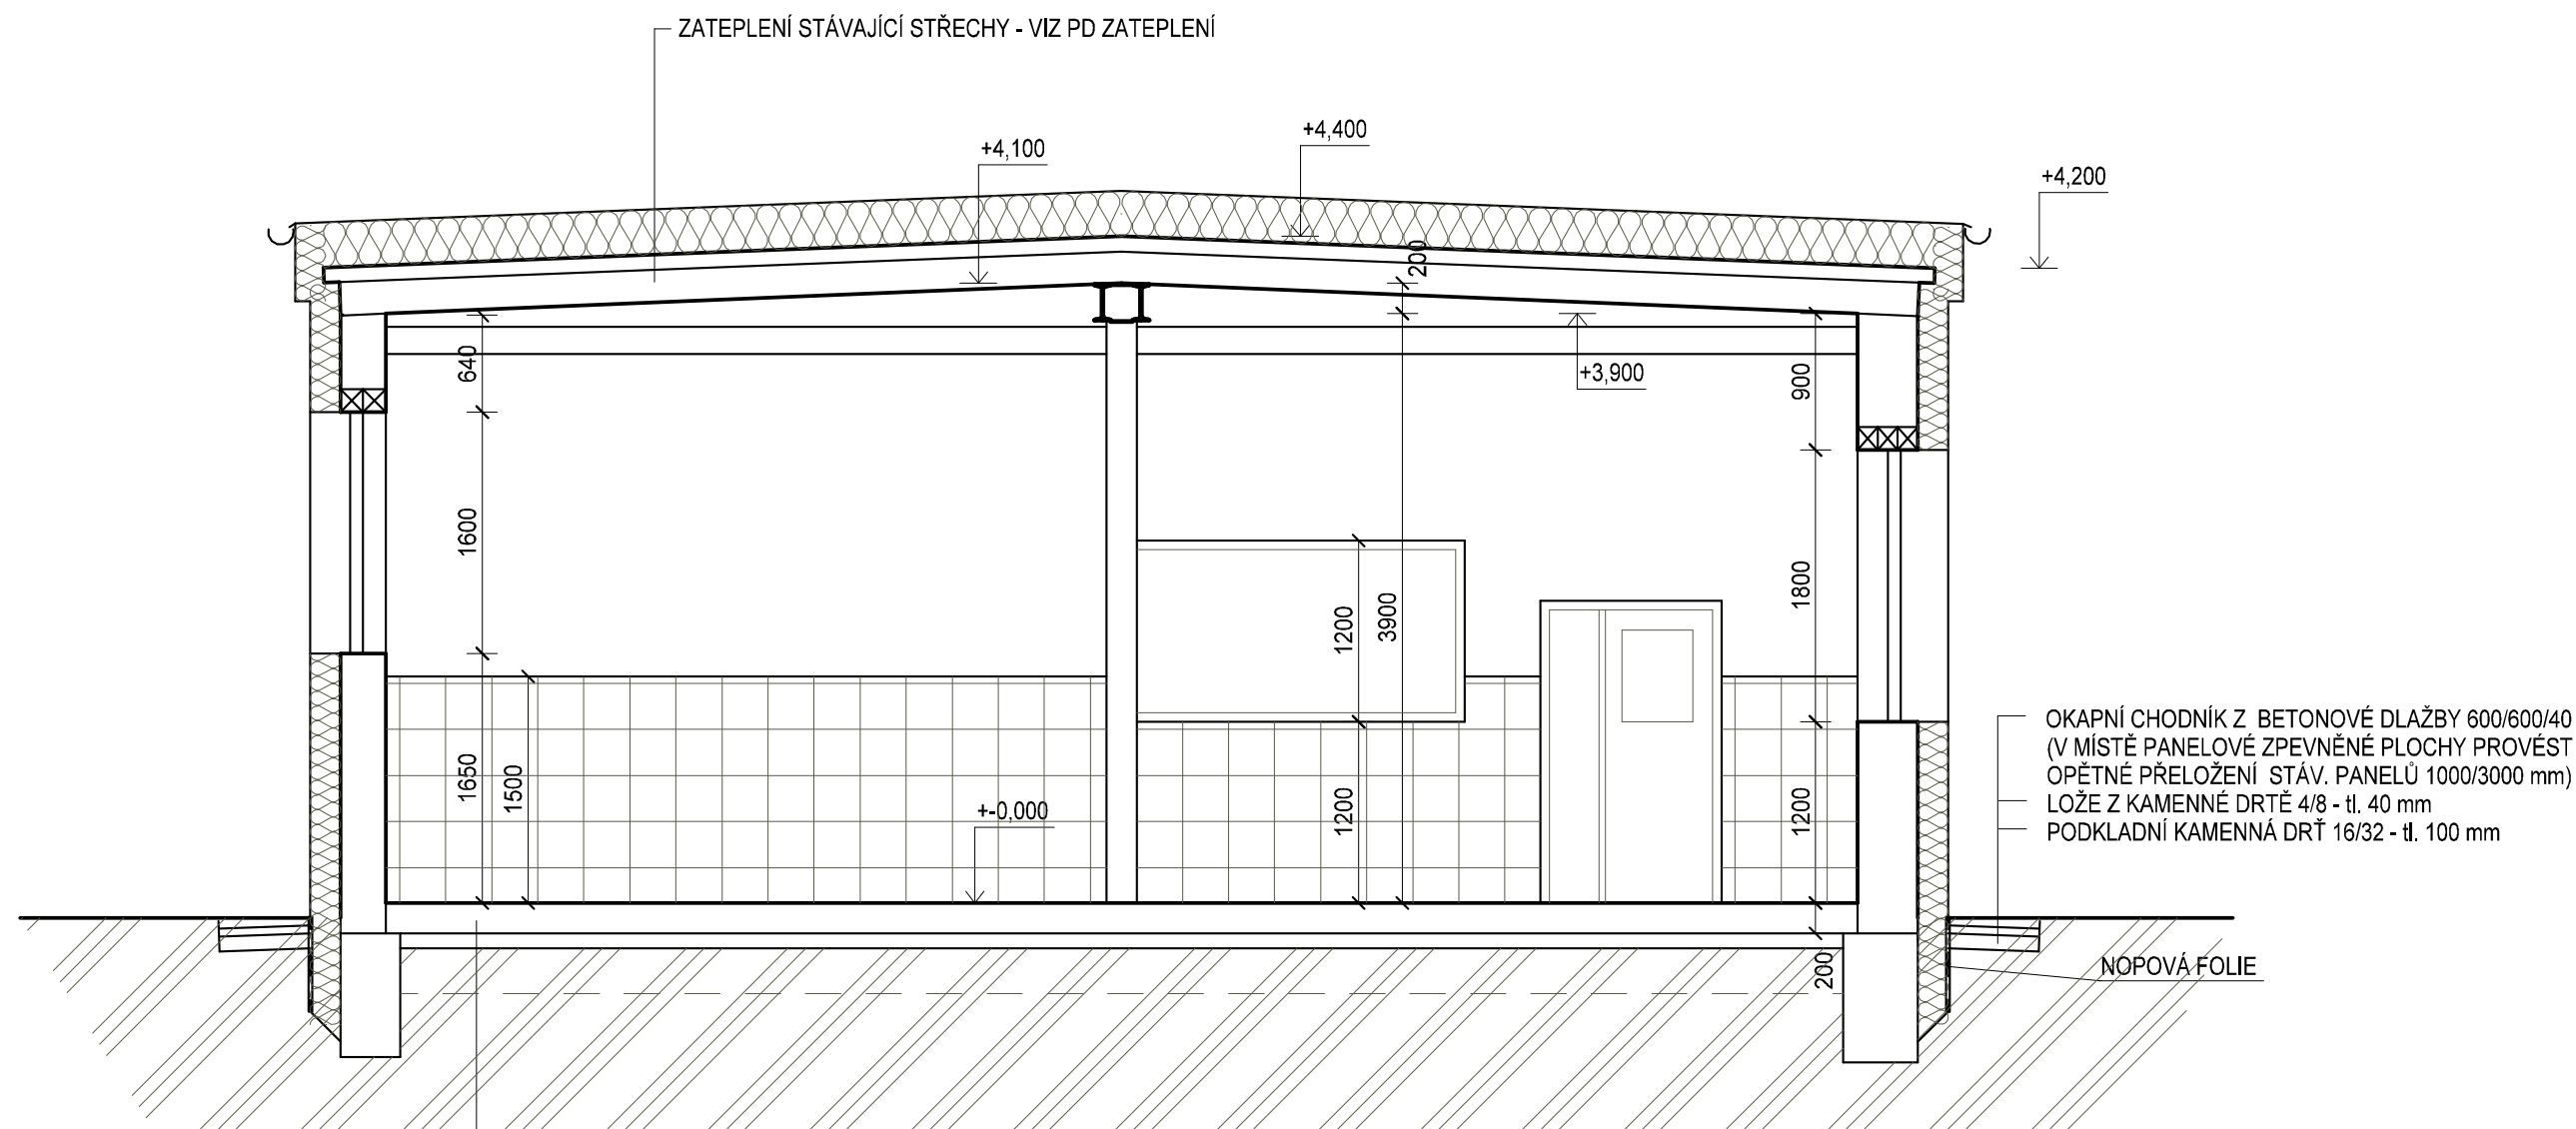 ZATEPLENÍ STÁVAJÍCÍ STŘECHY - VIZ PD ZATEPLENÍ
+4,400
+4,100
+4,200
200
640
+3,900
900
1600
1800
1200
3900
1650
1500
+-0,000
1200
1200
OKAPNÍ CHODNÍK Z BETONOVÉ DLAŽBY 600/600/40
(V MÍSTĚ PANELOVÉ ZPEVNĚNÉ PLOCHY PROVÉST
OPĚTNÉ PŘELOŽENÍ STÁV. PANELŮ 1000/3000 mm)
LOŽE Z KAMENNÉ DRTĚ 4/8 - tl. 40 mm
PODKLADNÍ KAMENNÁ DRŤ 16/32 - tl. 100 mm
200
NOPOVÁ FOLIE